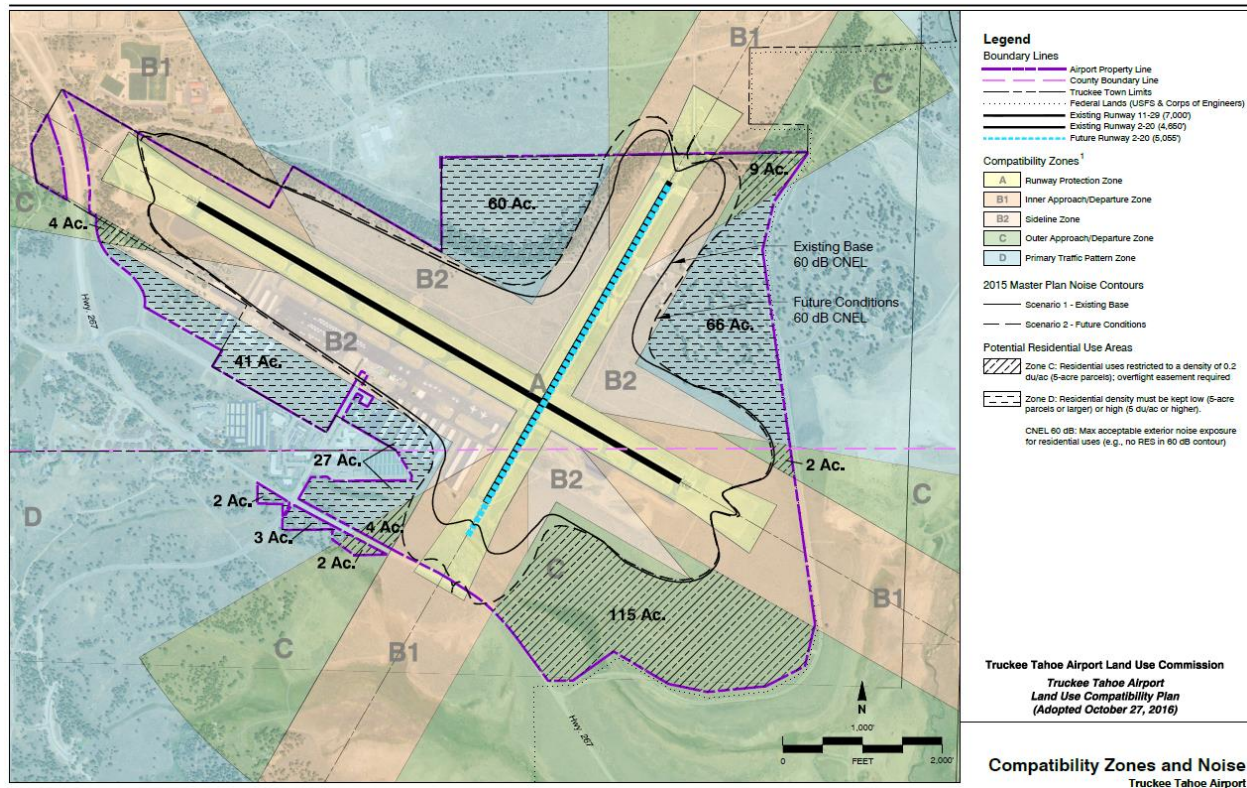 B1
B1
C
9 Ac.
60 Ac.
C
4 Ac.
Existing Base
60 dB CNEL
B2
Future Conditions
60 dB CNEL
66 Ac.
Hwy. 267
B2
41 Ac.
A
B2
27 Ac.
2 Ac.
B2
C
2 Ac.
D
3 Ac.
4 Ac.
2 Ac.
C
B1
115 Ac.
C
B1
Hwy. 267
N
1,000'
0
FEET
2,000'
Legend
Boundary Lines
Airport Property Line
County Boundary Line
Truckee Town Limits
Federal Lands (USFS & Corps of Engineers)
Existing Runway 11-29 (7,000')
Existing Runway 2-20 (4,650')
Future Runway 2-20 (5,055')
Compatibility Zones1
A Runway Protection Zone
B1 Inner Approach/Departure Zone
B2 Sideline Zone
C Outer Approach/Departure Zone
D Primary Traffic Pattern Zone
2015 Master Plan Noise Contours
Scenario 1 - Existing Base
Scenario 2 - Future Conditions
Potential Residential Use Areas
Zone C: Residential uses restricted to a density of 0.2
du/ac (5-acre parcels); overflight easement required
Zone D: Residential density must be kept low (5-acre
parcels or larger) or high (5 du/ac or higher).
CNEL 60 dB: Max acceptable exterior noise exposure
for residential uses (e.g., no RES in 60 dB contour)
Truckee Tahoe Airport Land Use Commission
Truckee Tahoe Airport
Land Use Compatibility Plan
(Adopted October 27, 2016)
Compatibility Zones and Noise
Truckee Tahoe Airport